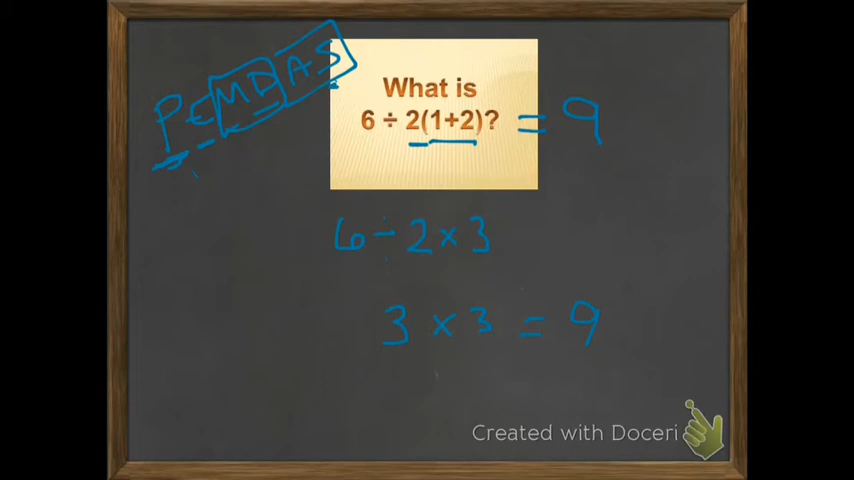 PEMDAS
What is
6 ÷ 2(1+2)? = 9
6 ÷ 2 × 3
3 × 3 = 9
Created with Doceri